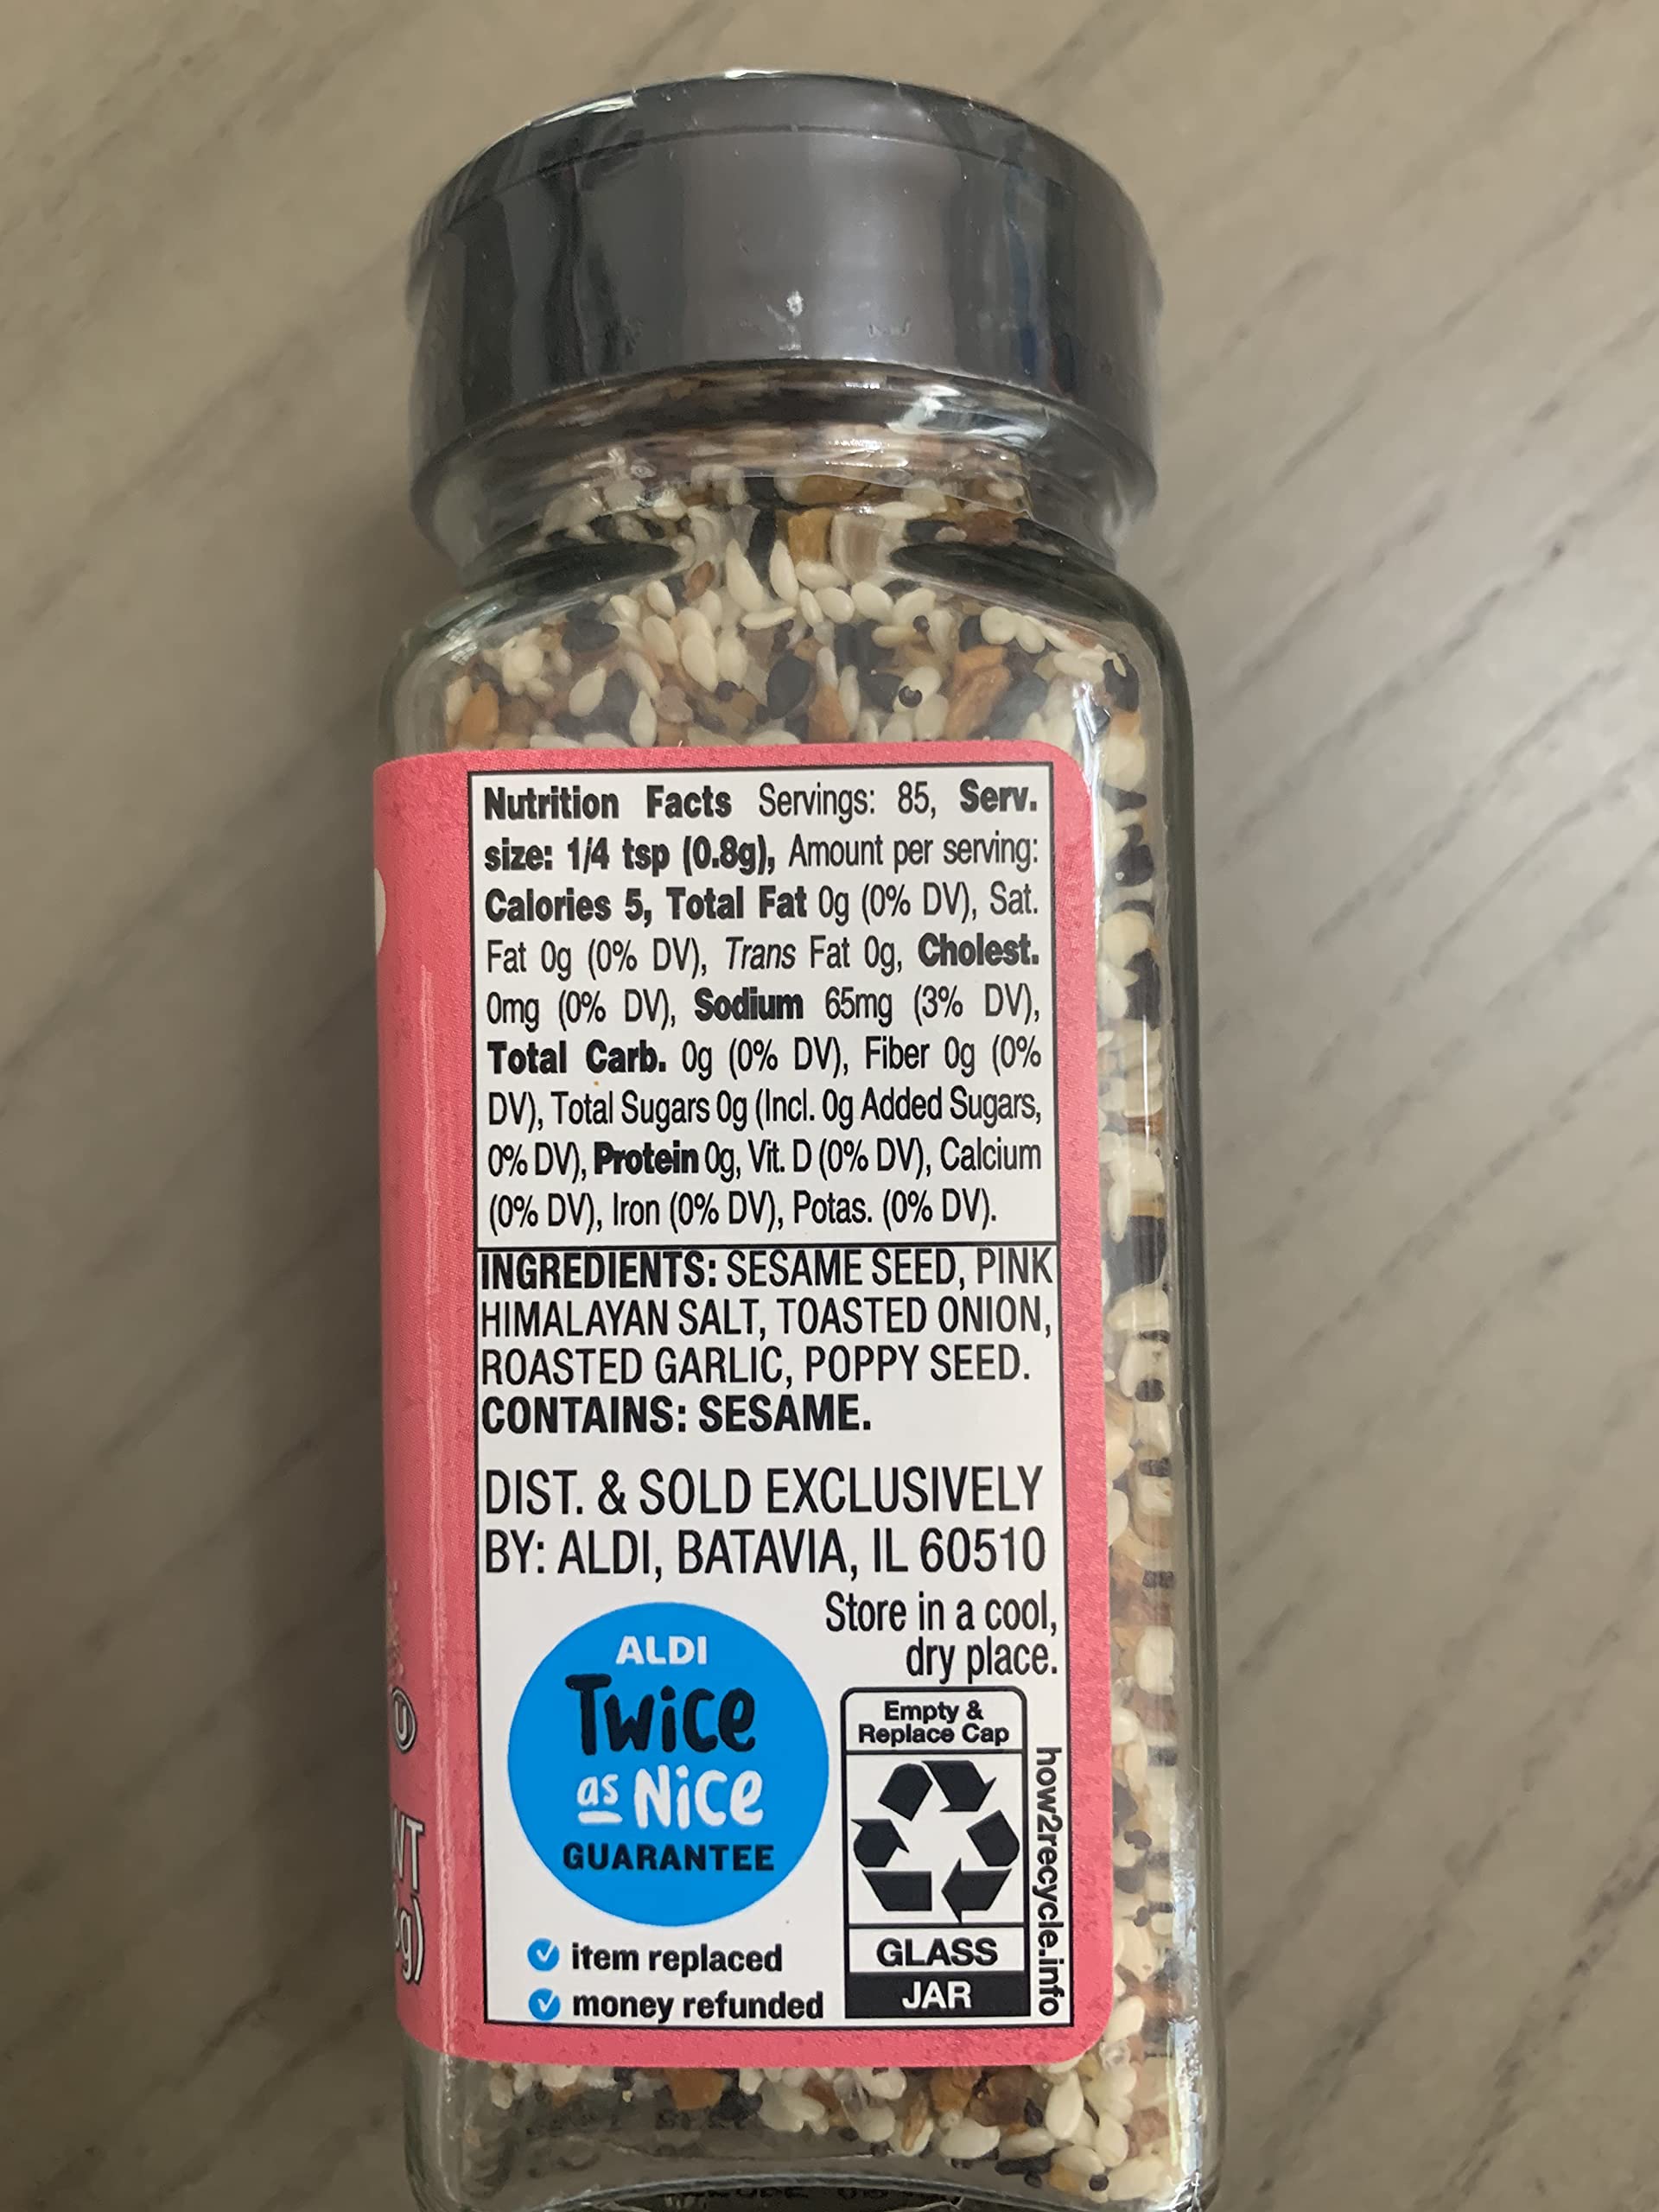 Nutrition Facts Servings: 85, Serv.
size: 1/4 tsp (0.8g), Amount per serving:
Calories 5, Total Fat 0g (0% DV), Sat.
Fat 0g (0% DV), Trans Fat 0g, Cholest.
0mg (0% DV), Sodium 65mg (3% DV),
Total Carb. 0g (0% DV), Fiber 0g (0%
DV), Total Sugars 0g (Incl. 0g Added Sugars,
0% DV), Protein 0g, Vit. D (0% DV), Calcium
(0% DV), Iron (0% DV), Potas. (0% DV).
INGREDIENTS: SESAME SEED, PINK
HIMALAYAN SALT, TOASTED ONION,
ROASTED GARLIC, POPPY SEED.
CONTAINS: SESAME.
DIST. & SOLD EXCLUSIVELY
BY: ALDI, BATAVIA, IL 60510
Store in a cool,
dry place.
ALDI
Twice
as Nice
GUARANTEE
item replaced
money refunded
Empty &
Replace Cap
GLASS
JAR
how2recycle.info
U